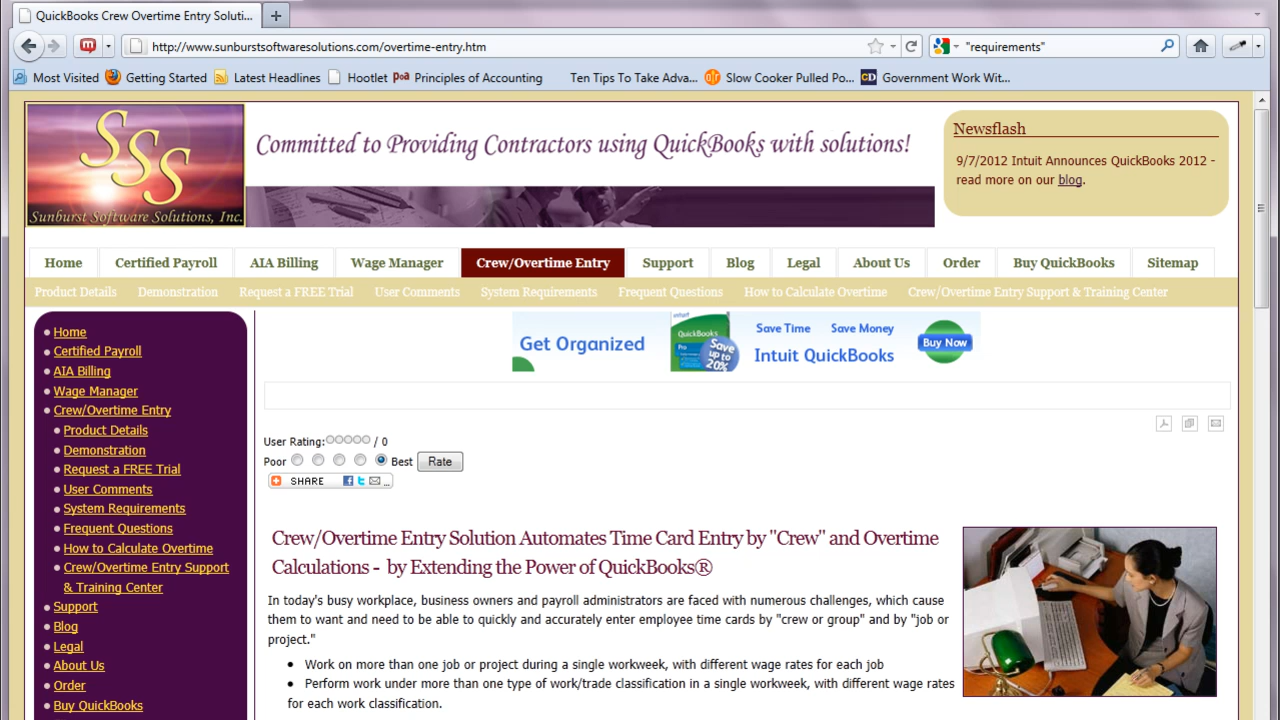 QuickBooks Crew Overtime Entry Soluti...
http://www.sunburstsoftwaresolutions.com/overtime-entry.htm
"requirements"
Most Visited Getting Started Latest Headlines Hootlet poa Principles of Accounting Ten Tips To Take Adva... Slow Cooker Pulled Po... CD Government Work Wit...
SSS
Sunburst Software Solutions, Inc.
Committed to Providing Contractors using QuickBooks with solutions!
Newsflash
9/7/2012 Intuit Announces QuickBooks 2012 -
read more on our blog.
Home Certified Payroll AIA Billing Wage Manager Crew/Overtime Entry Support Blog Legal About Us Order Buy QuickBooks Sitemap
Product Details Demonstration Request a FREE Trial User Comments System Requirements Frequent Questions How to Calculate Overtime Crew/Overtime Entry Support & Training Center
Home
Certified Payroll
AIA Billing
Wage Manager
Crew/Overtime Entry
Product Details
Demonstration
Request a FREE Trial
User Comments
System Requirements
Frequent Questions
How to Calculate Overtime
Crew/Overtime Entry Support
& Training Center
Support
Blog
Legal
About Us
Order
Buy QuickBooks
Get Organized
QuickBooks
Pro
Save
up to
20%
Save Time Save Money
Intuit QuickBooks
Buy Now
User Rating: / 0
Poor Best Rate
SHARE ...
Crew/Overtime Entry Solution Automates Time Card Entry by "Crew" and Overtime
Calculations - by Extending the Power of QuickBooks®
In today's busy workplace, business owners and payroll administrators are faced with numerous challenges, which cause
them to want and need to be able to quickly and accurately enter employee time cards by "crew or group" and by "job or
project."
Work on more than one job or project during a single workweek, with different wage rates for each job
Perform work under more than one type of work/trade classification in a single workweek, with different wage rates
for each work classification.